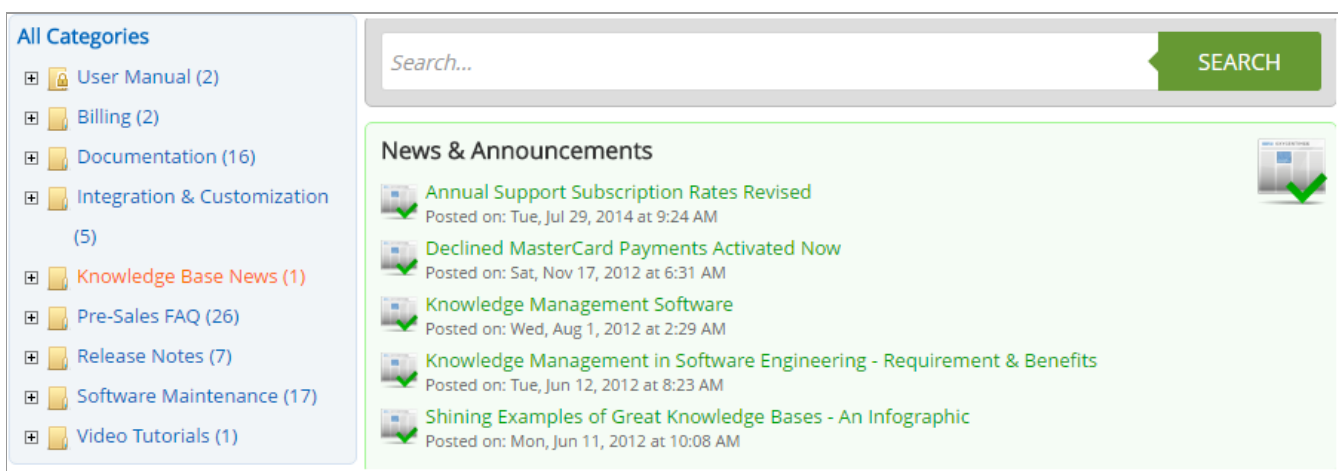 All Categories
User Manual (2)
Billing (2)
Documentation (16)
Integration & Customization
(5)
Knowledge Base News (1)
Pre-Sales FAQ (26)
Release Notes (7)
Software Maintenance (17)
Video Tutorials (1)
Search...
SEARCH
News & Announcements
Annual Support Subscription Rates Revised
Posted on: Tue, Jul 29, 2014 at 9:24 AM
Declined MasterCard Payments Activated Now
Posted on: Sat, Nov 17, 2012 at 6:31 AM
Knowledge Management Software
Posted on: Wed, Aug 1, 2012 at 2:29 AM
Knowledge Management in Software Engineering - Requirement & Benefits
Posted on: Tue, Jun 12, 2012 at 8:23 AM
Shining Examples of Great Knowledge Bases - An Infographic
Posted on: Mon, Jun 11, 2012 at 10:08 AM